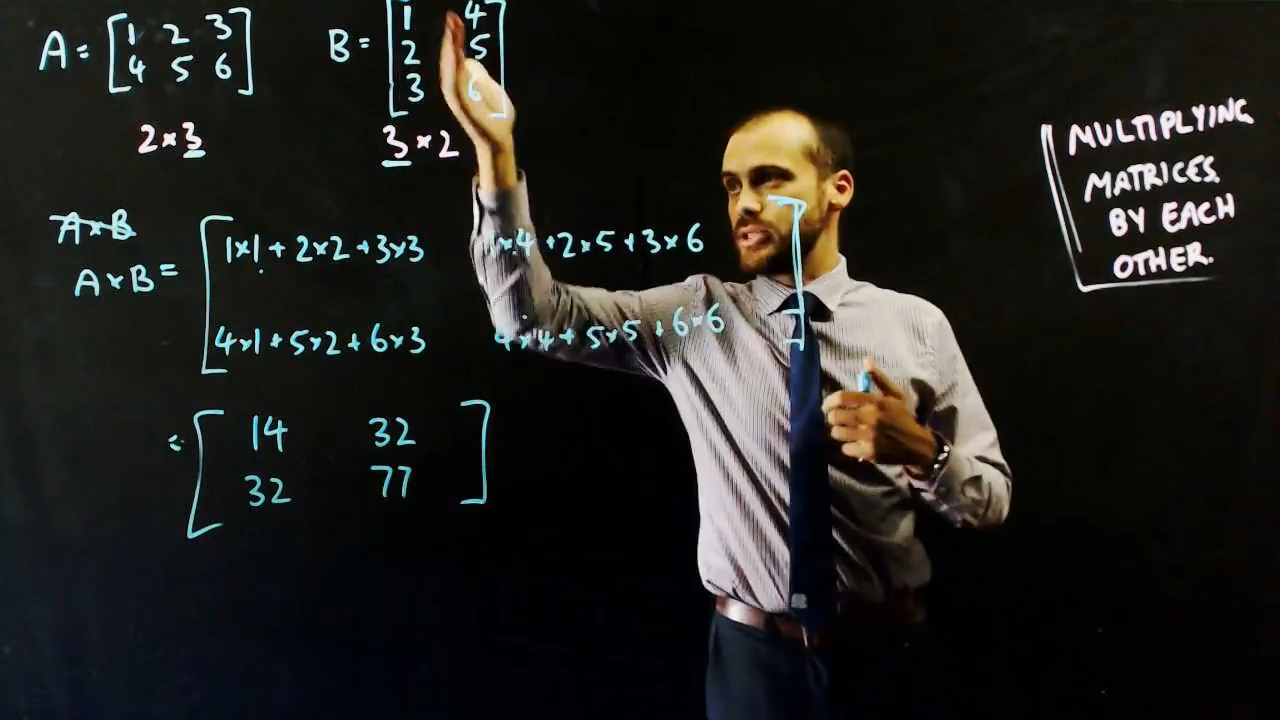 A = [1 2 3 B = [1 4
4 5 6] 2 5
3 6]
2×3 3×2
A×B
A×B = [1×1 + 2×2 + 3×3 1×4 + 2×5 + 3×6
4×1 + 5×2 + 6×3 4×4 + 5×5 + 6×6]
= [14 32
32 77]
MULTIPLYING
MATRICES
BY EACH
OTHER.